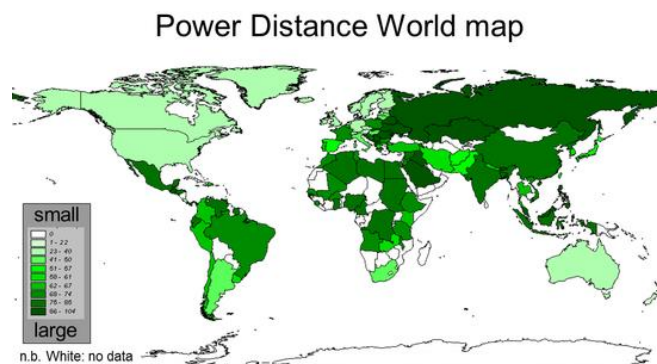 Power Distance World map
small
0
1 - 22
23 - 40
41 - 50
51 - 57
58 - 61
62 - 67
68 - 74
75 - 85
86 - 104
large
n.b. White: no data